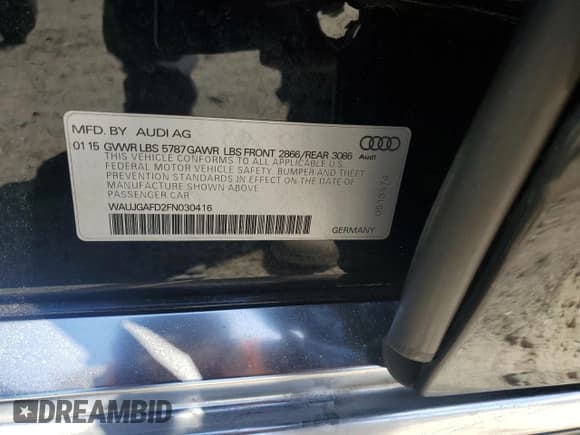 MFD. BY AUDI AG
01 15 GVWR LBS 5787 GAWR LBS FRONT 2866/REAR 3086
Audi
THIS VEHICLE CONFORMS TO ALL APPLICABLE U.S.
FEDERAL MOTOR VEHICLE SAFETY, BUMPER AND THEFT
PREVENTION STANDARDS IN EFFECT ON THE DATE OF
MANUFACTURE SHOWN ABOVE.
PASSENGER CAR
WAUJGAFD2FN030416
GERMANY
DREAMBID